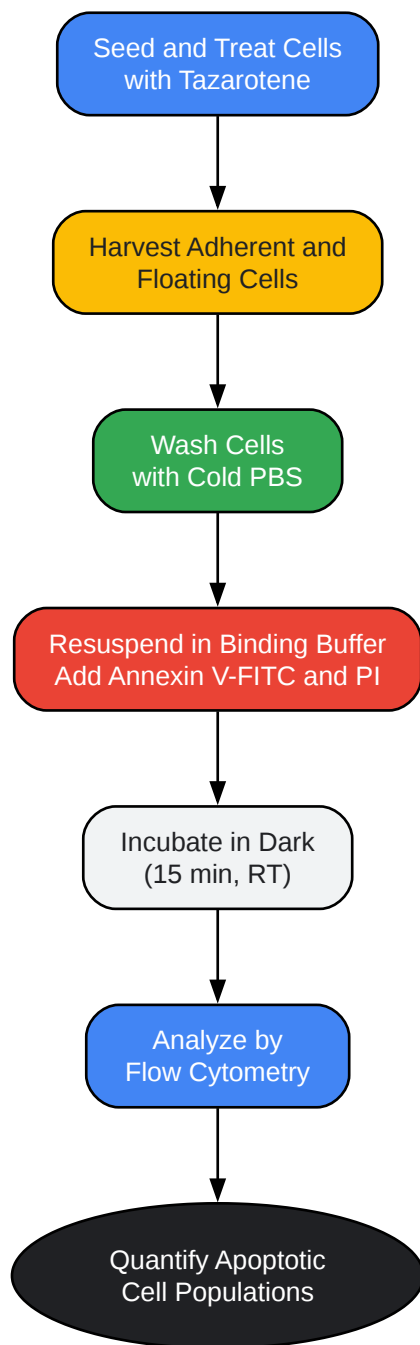 Seed and Treat Cells
with Tazarotene
Harvest Adherent and
Floating Cells
Wash Cells
with Cold PBS
Resuspend in Binding Buffer
Add Annexin V-FITC and PI
Incubate in Dark
(15 min, RT)
Analyze by
Flow Cytometry
Quantify Apoptotic
Cell Populations